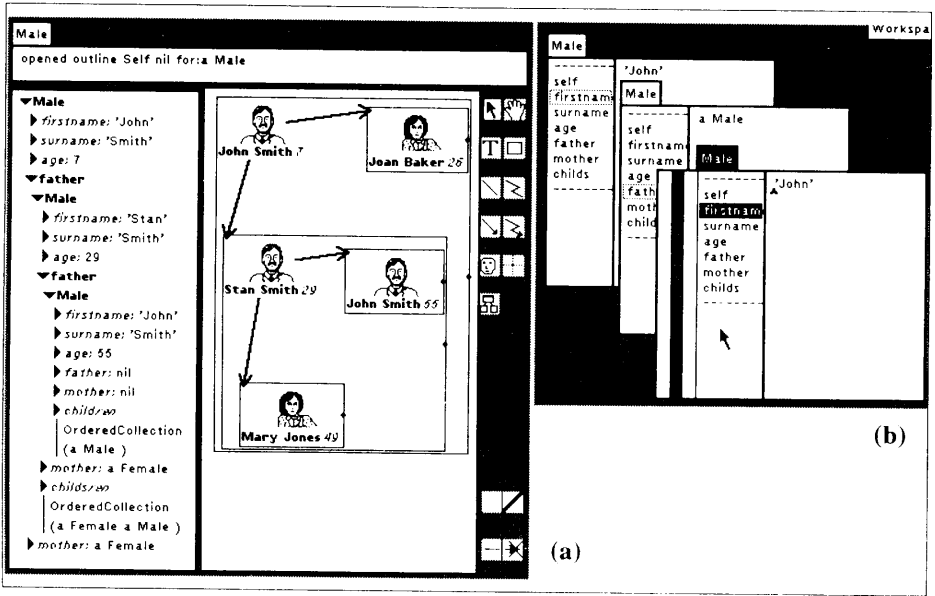 Male
opened outline Self nil for:a Male
Male
firstname: 'John'
surname: 'Smith'
age: 7
father
Male
firstname: 'Stan'
surname: 'Smith'
age: 29
father
Male
firstname: 'John'
surname: 'Smith'
age: 55
father: nil
mother: nil
children
OrderedCollection
(a Male )
mother: a Female
children
OrderedCollection
(a Female a Male )
mother: a Female
John Smith 7
Joan Baker 26
Stan Smith 29
John Smith 55
Mary Jones 49
T
(a)
Workspa
Male
self
firstnam
surname
age
father
mother
childs
'John'
Male
self
firstname
surname
age
fath
moth
child
a Male
Male
self
firstnam
surname
age
father
mother
childs
'John'
(b)